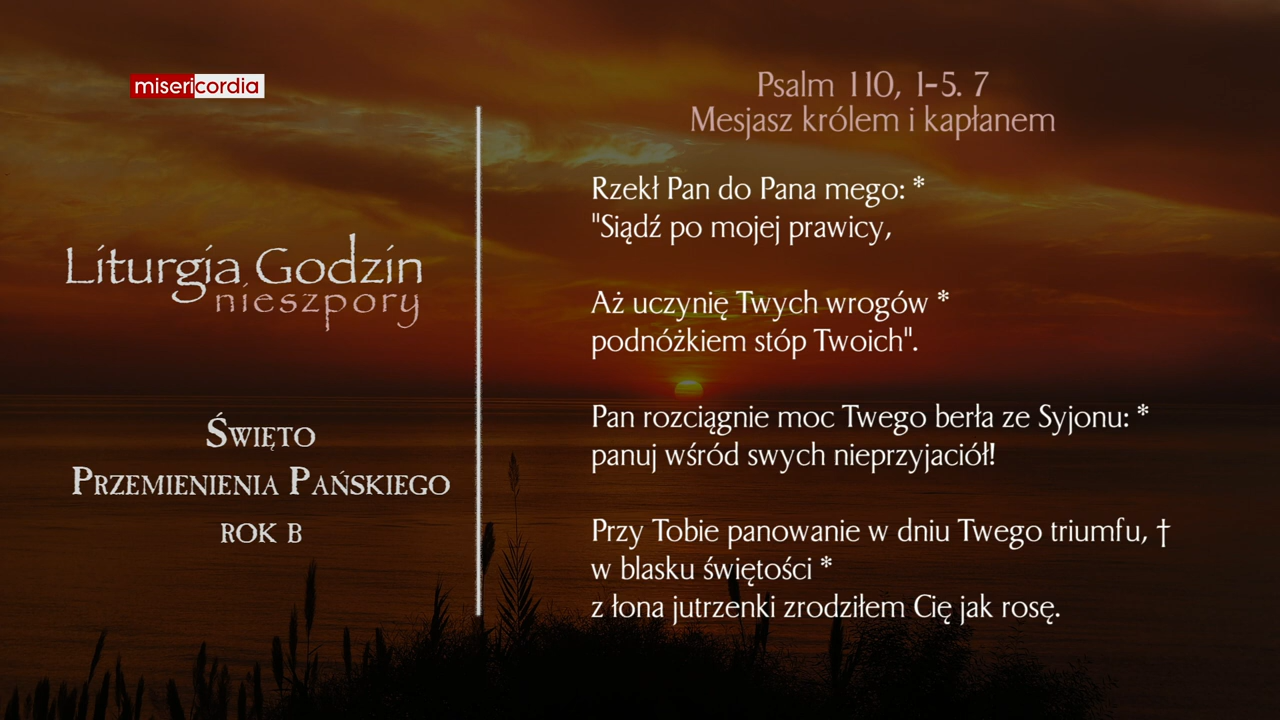 misericordia
Liturgia Godzin
nieszpory
Święto
Przemienienia Pańskiego
rok B
Psalm 110, 1-5. 7
Mesjasz królem i kapłanem
Rzekł Pan do Pana mego: *
"Siądź po mojej prawicy,
Aż uczynię Twych wrogów *
podnóżkiem stóp Twoich".
Pan rozciągnie moc Twego berła ze Syjonu: *
panuj wśród swych nieprzyjaciół!
Przy Tobie panowanie w dniu Twego triumfu, †
w blasku świętości *
z łona jutrzenki zrodziłem Cię jak rosę.